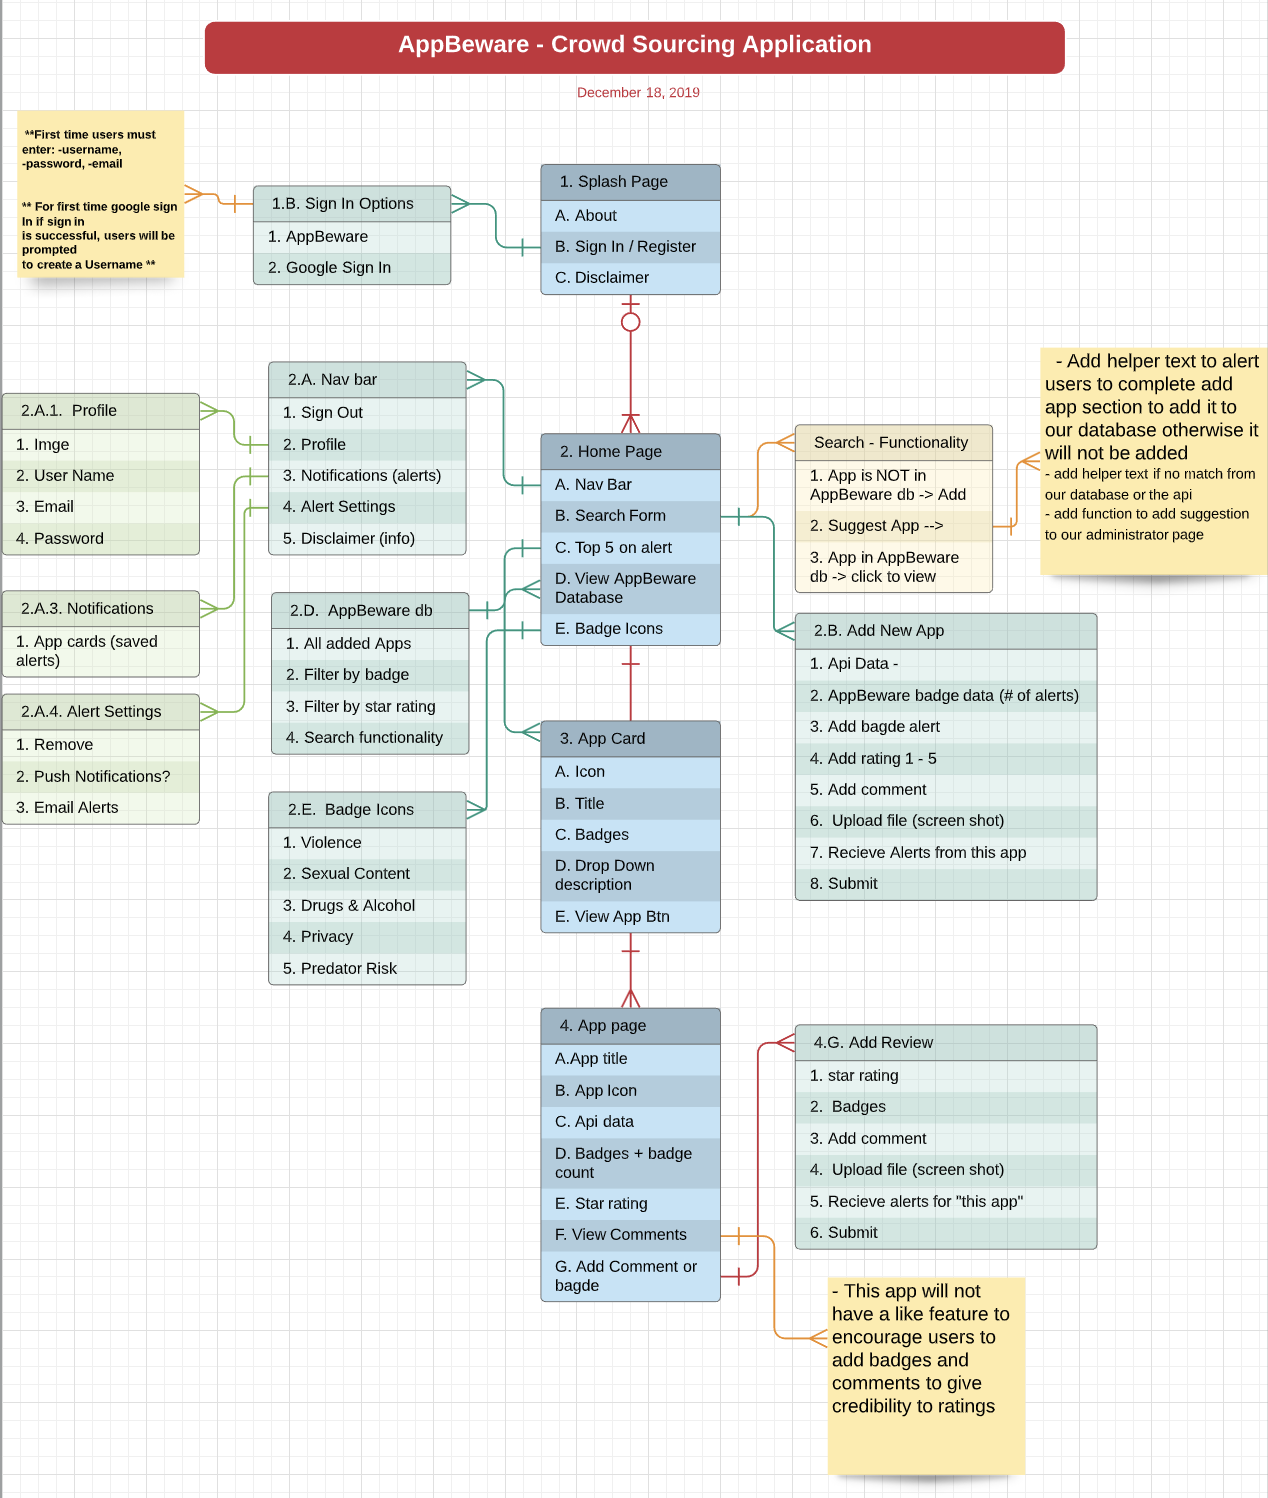 AppBeware - Crowd Sourcing Application
December 18, 2019
**First time users must
enter: -username,
-password, -email
** For first time google sign
In if sign in
is successful, users will be
prompted
to create a Username **
1.B. Sign In Options
1. AppBeware
2. Google Sign In
1. Splash Page
A. About
B. Sign In / Register
C. Disclaimer
2.A. Nav bar
1. Sign Out
2. Profile
3. Notifications (alerts)
4. Alert Settings
5. Disclaimer (info)
2.A.1. Profile
1. Imge
2. User Name
3. Email
4. Password
2.A.3. Notifications
1. App cards (saved
alerts)
2.A.4. Alert Settings
1. Remove
2. Push Notifications?
3. Email Alerts
2. Home Page
A. Nav Bar
B. Search Form
C. Top 5 on alert
D. View AppBeware
Database
E. Badge Icons
Search - Functionality
1. App is NOT in
AppBeware db -> Add
2. Suggest App -->
3. App in AppBeware
db -> click to view
- Add helper text to alert
users to complete add
app section to add it to
our database otherwise it
will not be added
- add helper text if no match from
our database or the api
- add function to add suggestion
to our administrator page
2.D. AppBeware db
1. All added Apps
2. Filter by badge
3. Filter by star rating
4. Search functionality
2.B. Add New App
1. Api Data -
2. AppBeware badge data (# of alerts)
3. Add bagde alert
4. Add rating 1 - 5
5. Add comment
6. Upload file (screen shot)
7. Recieve Alerts from this app
8. Submit
2.E. Badge Icons
1. Violence
2. Sexual Content
3. Drugs & Alcohol
4. Privacy
5. Predator Risk
3. App Card
A. Icon
B. Title
C. Badges
D. Drop Down
description
E. View App Btn
4. App page
A.App title
B. App Icon
C. Api data
D. Badges + badge
count
E. Star rating
F. View Comments
G. Add Comment or
bagde
4.G. Add Review
1. star rating
2. Badges
3. Add comment
4. Upload file (screen shot)
5. Recieve alerts for "this app"
6. Submit
- This app will not
have a like feature to
encourage users to
add badges and
comments to give
credibility to ratings